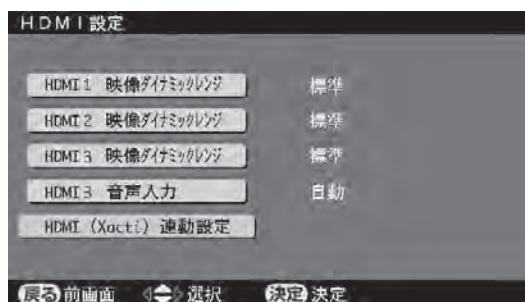 HDMI設定
HDMI1 映像ダイナミックレンジ 標準
HDMI2 映像ダイナミックレンジ 標準
HDMI3 映像ダイナミックレンジ 標準
HDMI3 音声入力 自動
HDMI (Xacti) 連動設定
戻る 前画面 選択 決定 決定